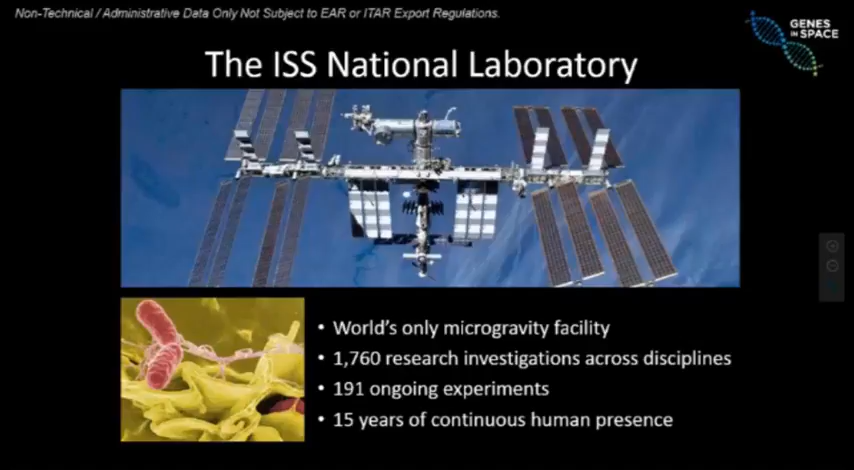 Non-Technical / Administrative Data Only Not Subject to EAR or ITAR Export Regulations.
GENES
IN SPACE
The ISS National Laboratory
• World's only microgravity facility
• 1,760 research investigations across disciplines
• 191 ongoing experiments
• 15 years of continuous human presence